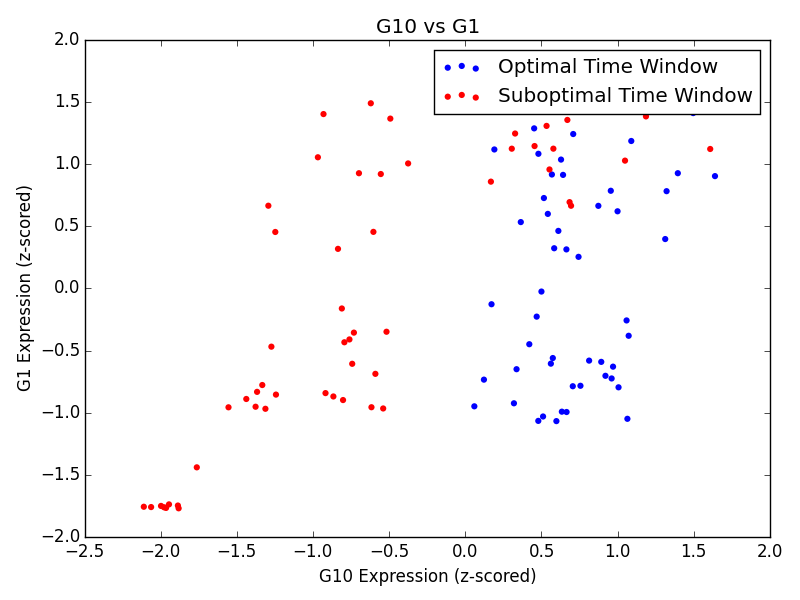 G10 vs G1
Optimal Time Window
Suboptimal Time Window
2.0
1.5
1.0
0.5
0.0
−0.5
−1.0
−1.5
−2.0
G1 Expression (z-scored)
−2.5 −2.0 −1.5 −1.0 −0.5 0.0 0.5 1.0 1.5 2.0
G10 Expression (z-scored)